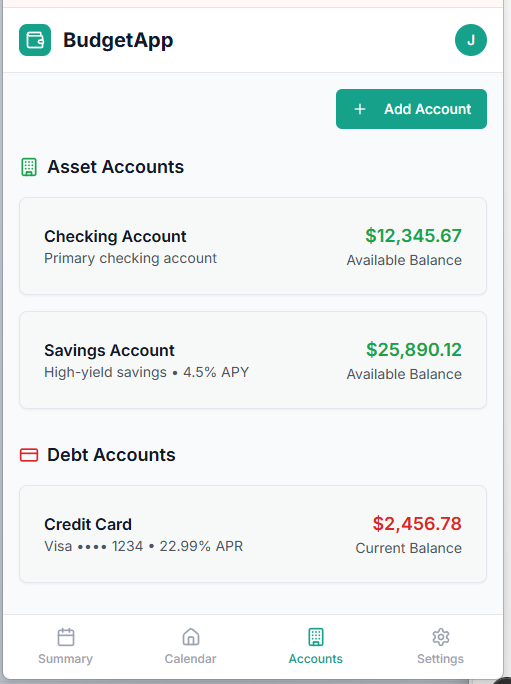 BudgetApp
J
+ Add Account
Asset Accounts
Checking Account
$12,345.67
Primary checking account
Available Balance
Savings Account
$25,890.12
High-yield savings • 4.5% APY
Available Balance
Debt Accounts
Credit Card
$2,456.78
Visa •••• 1234 • 22.99% APR
Current Balance
Summary
Calendar
Accounts
Settings